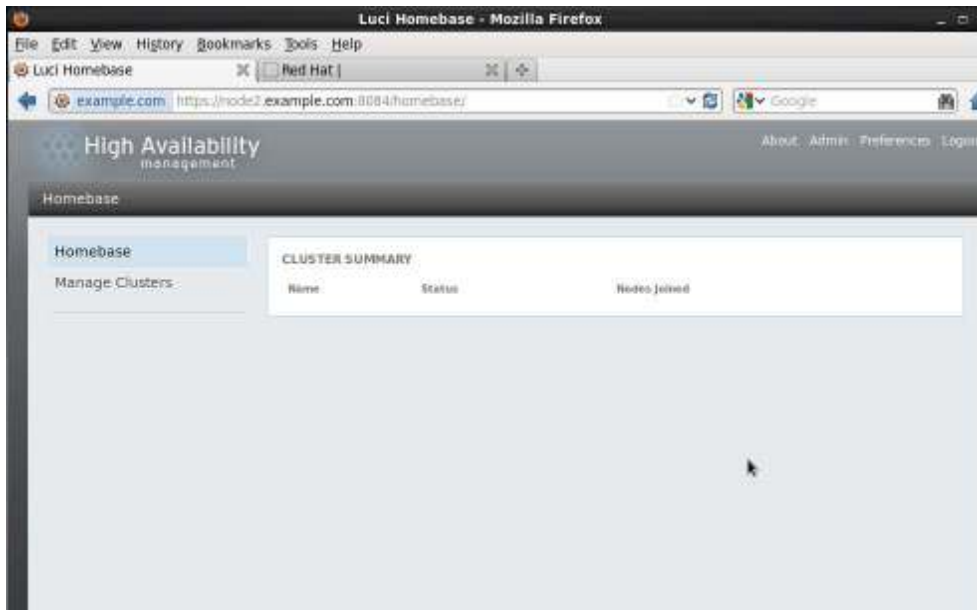 Luci Homebase - Mozilla Firefox
File Edit View History Bookmarks Tools Help
Luci Homebase Red Hat |
example.com https://node2.example.com:8084/homebase/ Google
High Availability
management
About Admin Preferences
Homebase
Homebase
Manage Clusters
CLUSTER SUMMARY
Name Status Nodes Joined